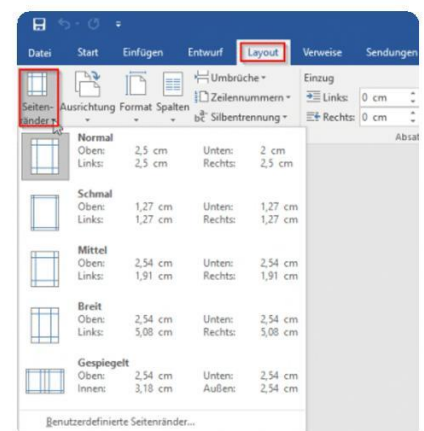 Datei Start Einfügen Entwurf Layout Verweise Sendungen
Seiten-
ränder
Ausrichtung Format Spalten
Umbrüche
Zeilennummern
Silbentrennung
Einzug
Links: 0 cm
Rechts: 0 cm
Absat
Normal
Oben: 2,5 cm Unten: 2 cm
Links: 2,5 cm Rechts: 2,5 cm
Schmal
Oben: 1,27 cm Unten: 1,27 cm
Links: 1,27 cm Rechts: 1,27 cm
Mittel
Oben: 2,54 cm Unten: 2,54 cm
Links: 1,91 cm Rechts: 1,91 cm
Breit
Oben: 2,54 cm Unten: 2,54 cm
Links: 5,08 cm Rechts: 5,08 cm
Gespiegelt
Oben: 2,54 cm Unten: 2,54 cm
Innen: 3,18 cm Außen: 2,54 cm
Benutzerdefinierte Seitenränder...